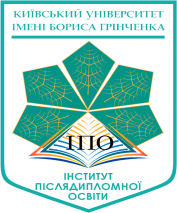 КИЇВСЬКИЙ УНІВЕРСИТЕТ
ІМЕНІ БОРИСА ГРІНЧЕНКА
ІПО
ІНСТИТУТ
ПІСЛЯДИПЛОМНОЇ
ОСВІТИ